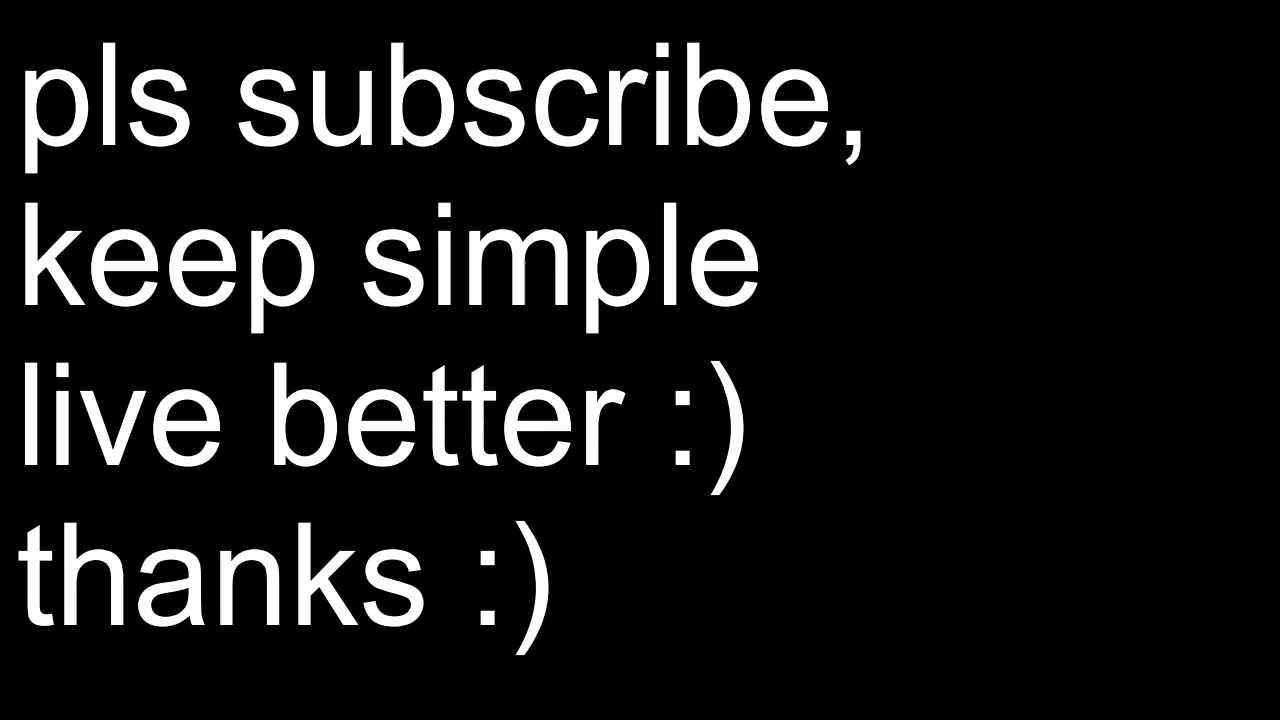 pls subscribe,
keep simple
live better :)
thanks :)